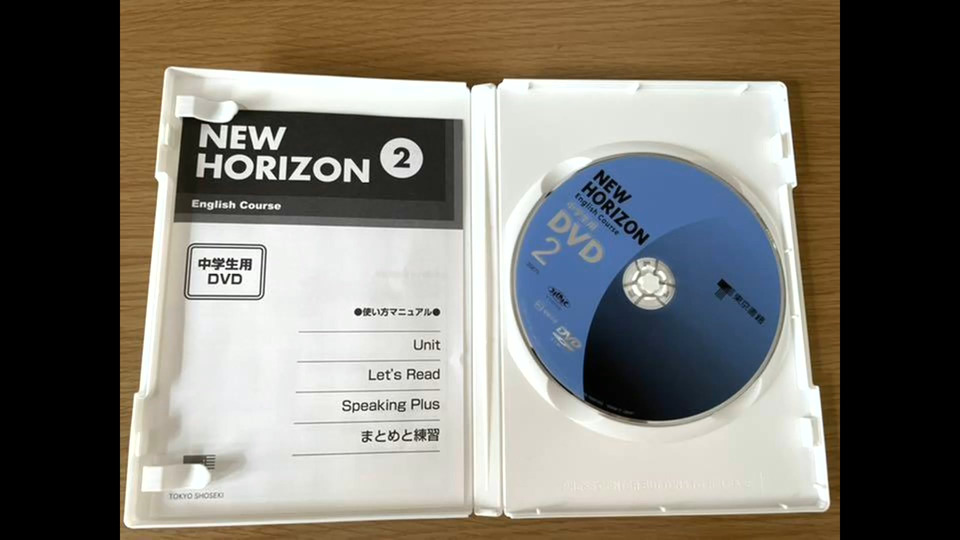 NEW
HORIZON 2
English Course
中学生用
DVD
●使い方マニュアル●
Unit
Let's Read
Speaking Plus
まとめと練習
TOKYO SHOSEKI
NEW
HORIZON
English Course
中学生用
DVD
2
東京書籍
DVD